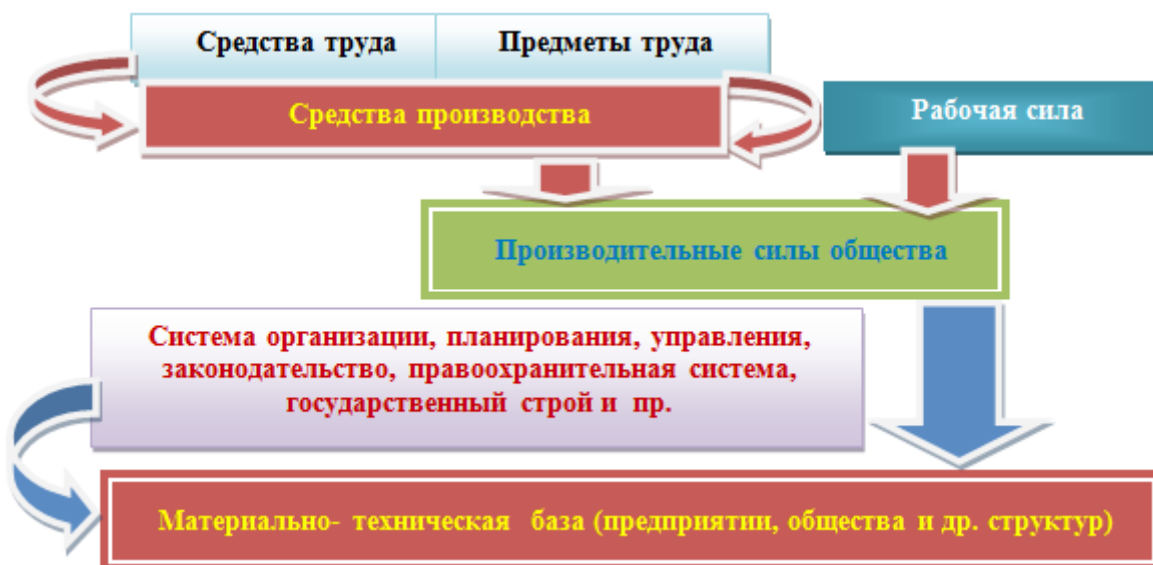 Средства труда
Предметы труда
Средства производства
Рабочая сила
Производительные силы общества
Система организации, планирования, управления,
законодательство, правоохранительная система,
государственный строй и пр.
Материально- техническая база (предприятии, общества и др. структур)